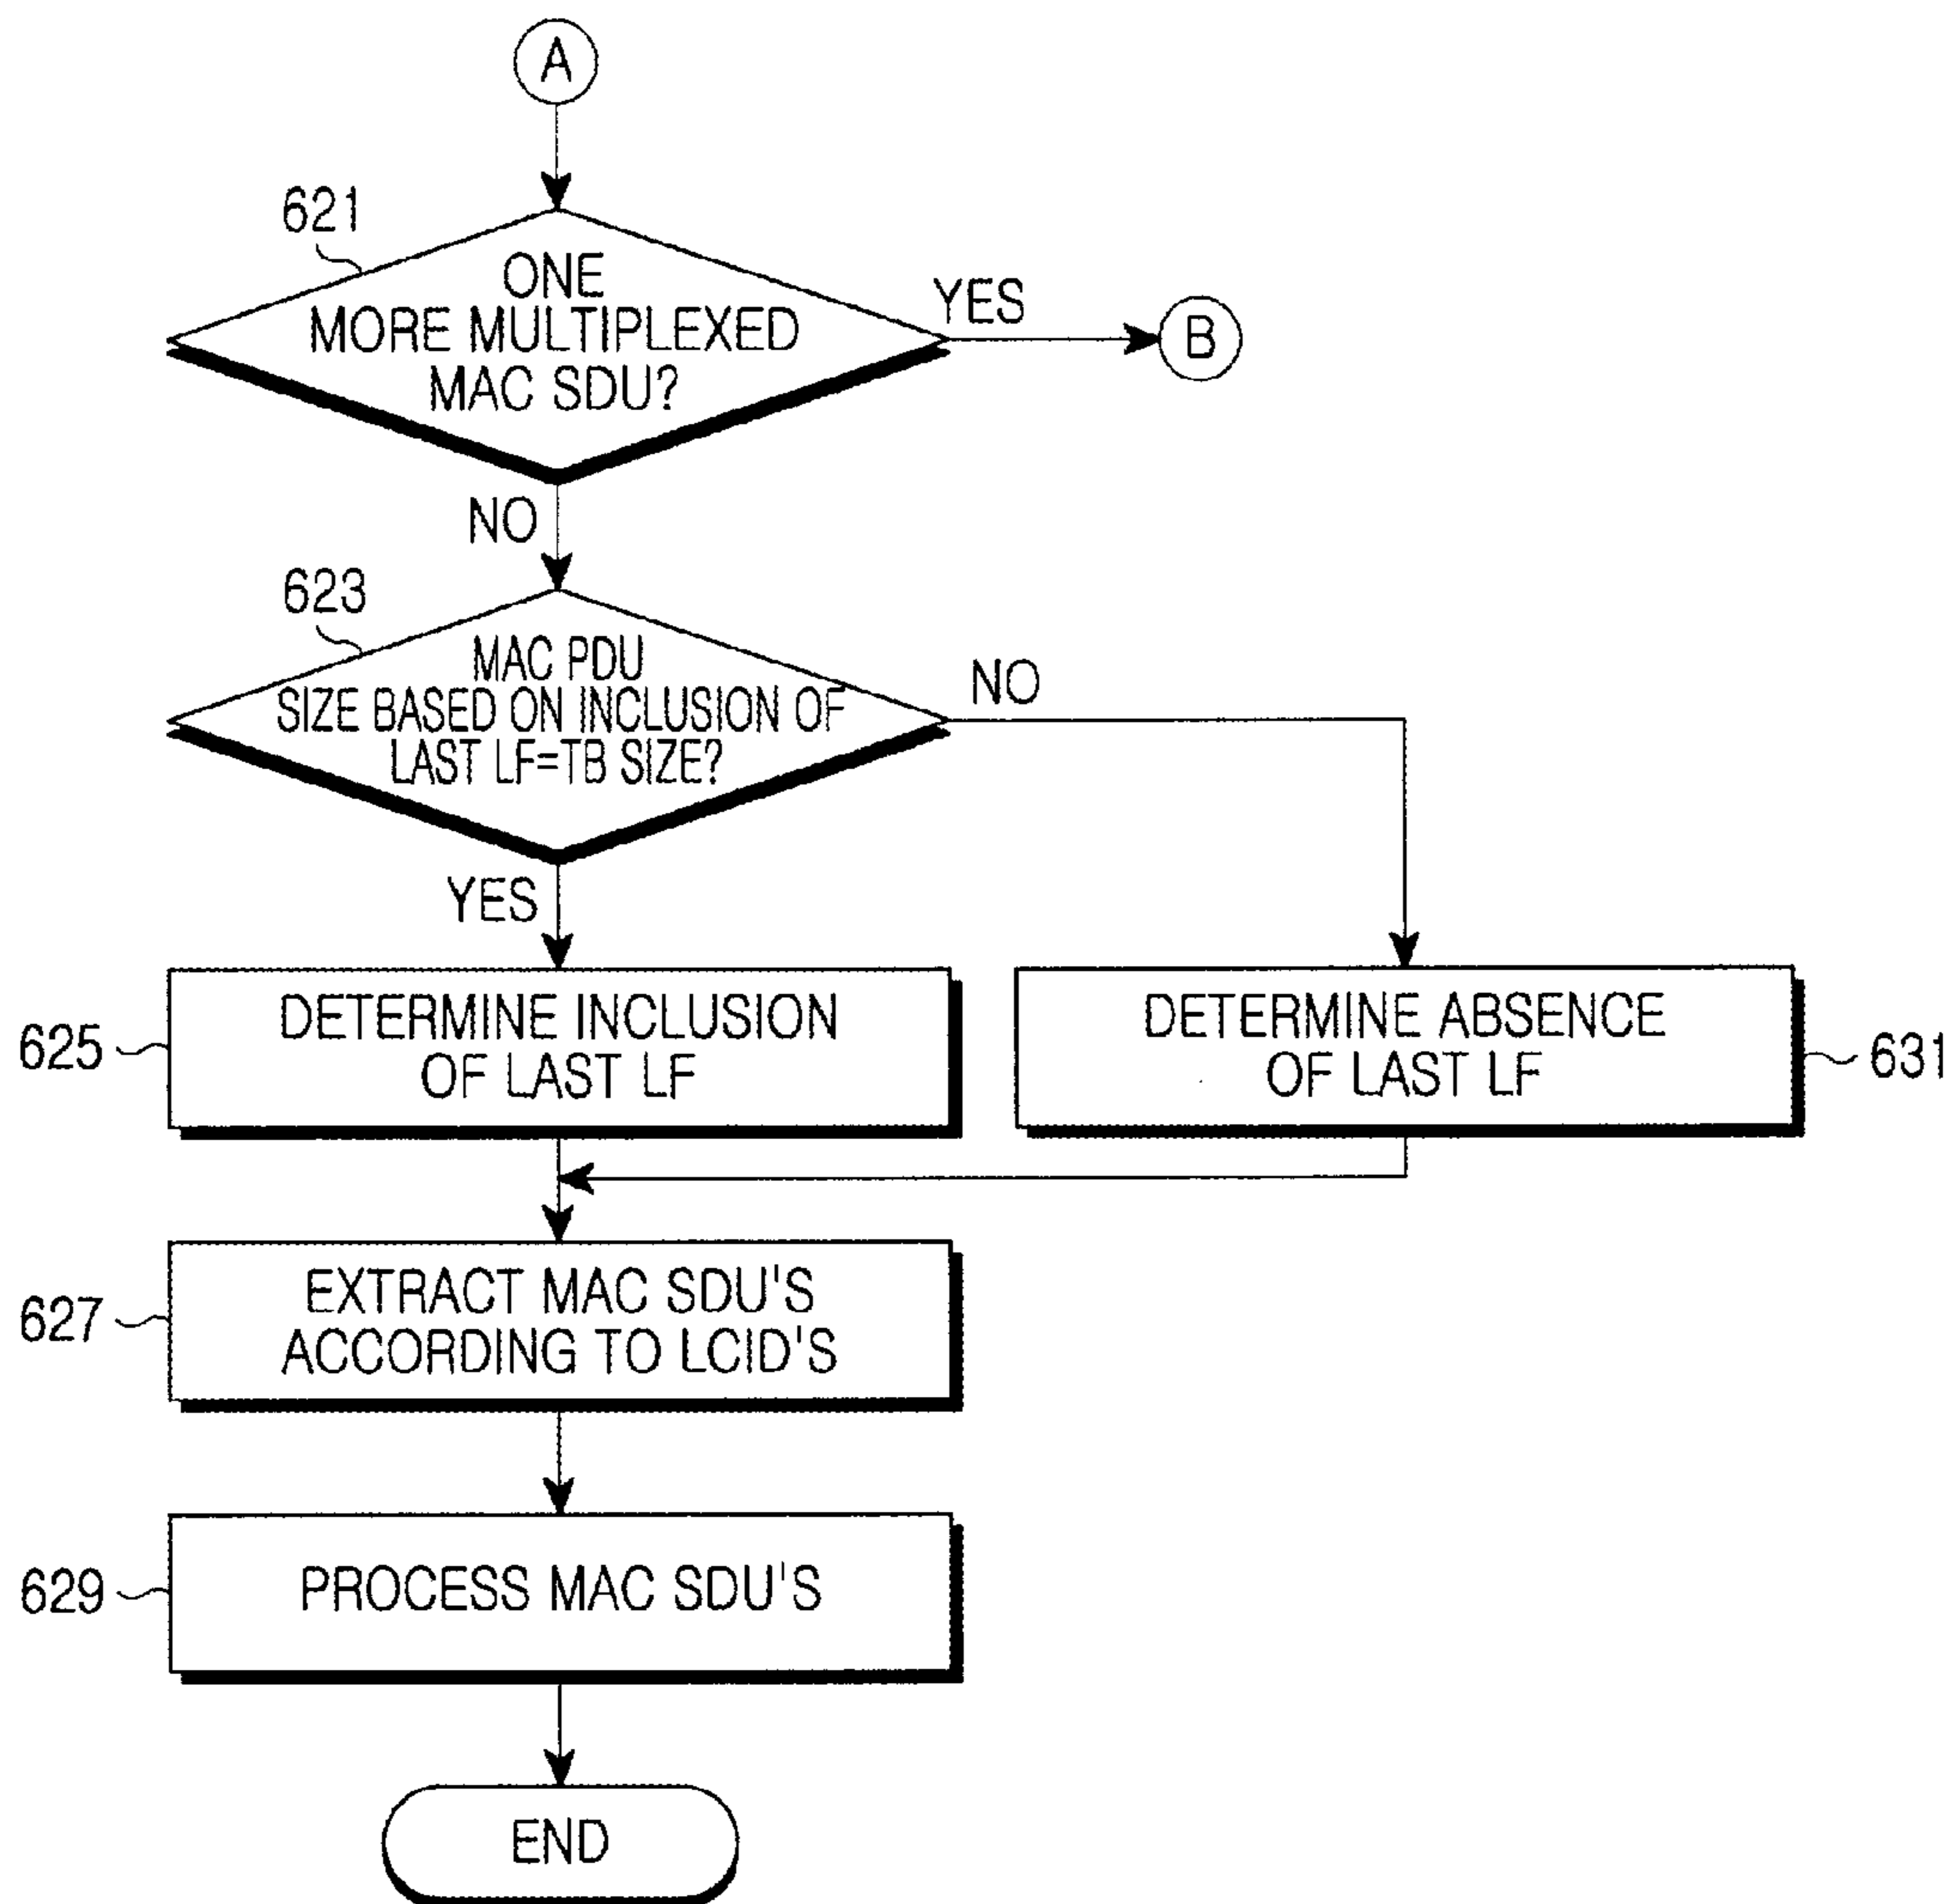 A
621
ONE
MORE MULTIPLEXED
MAC SDU?
YES
B
NO
623
MAC PDU
SIZE BASED ON INCLUSION OF
LAST LF=TB SIZE?
NO
YES
625
DETERMINE INCLUSION
OF LAST LF
DETERMINE ABSENCE
OF LAST LF
631
627
EXTRACT MAC SDU'S
ACCORDING TO LCID'S
629
PROCESS MAC SDU'S
END